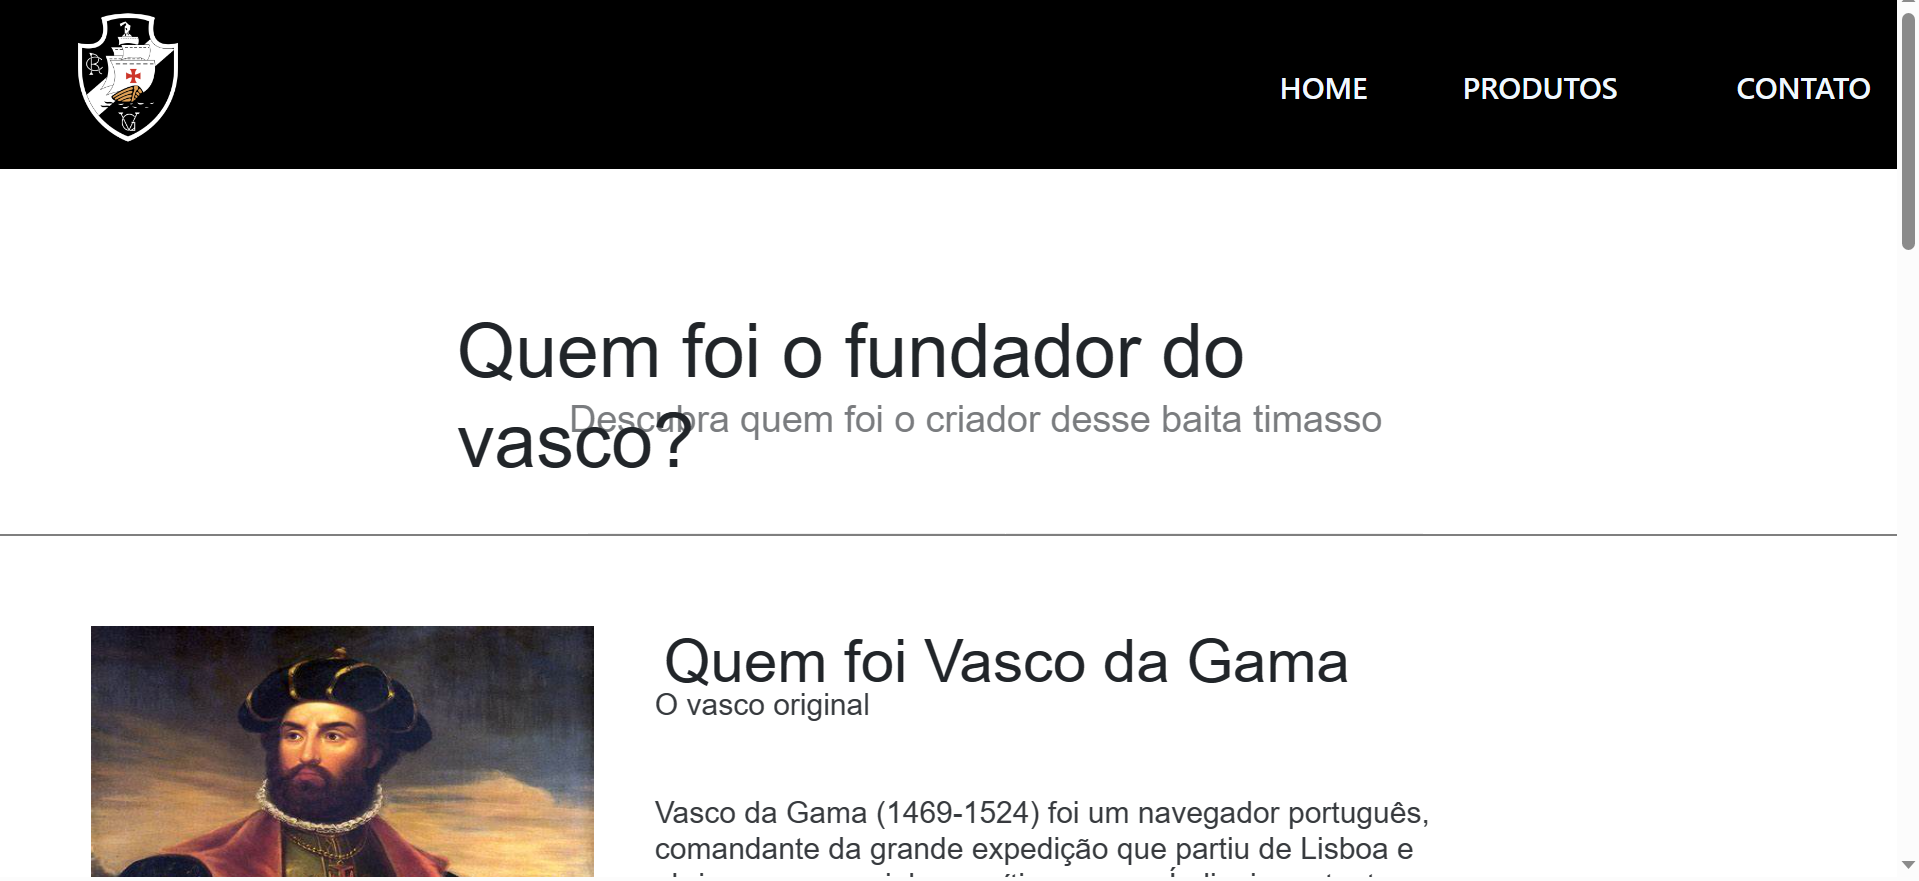 HOME PRODUTOS CONTATO
Quem foi o fundador do
vasco?
Descubra quem foi o criador desse baita timasso
Quem foi Vasco da Gama
O vasco original
Vasco da Gama (1469-1524) foi um navegador português,
comandante da grande expedição que partiu de Lisboa e